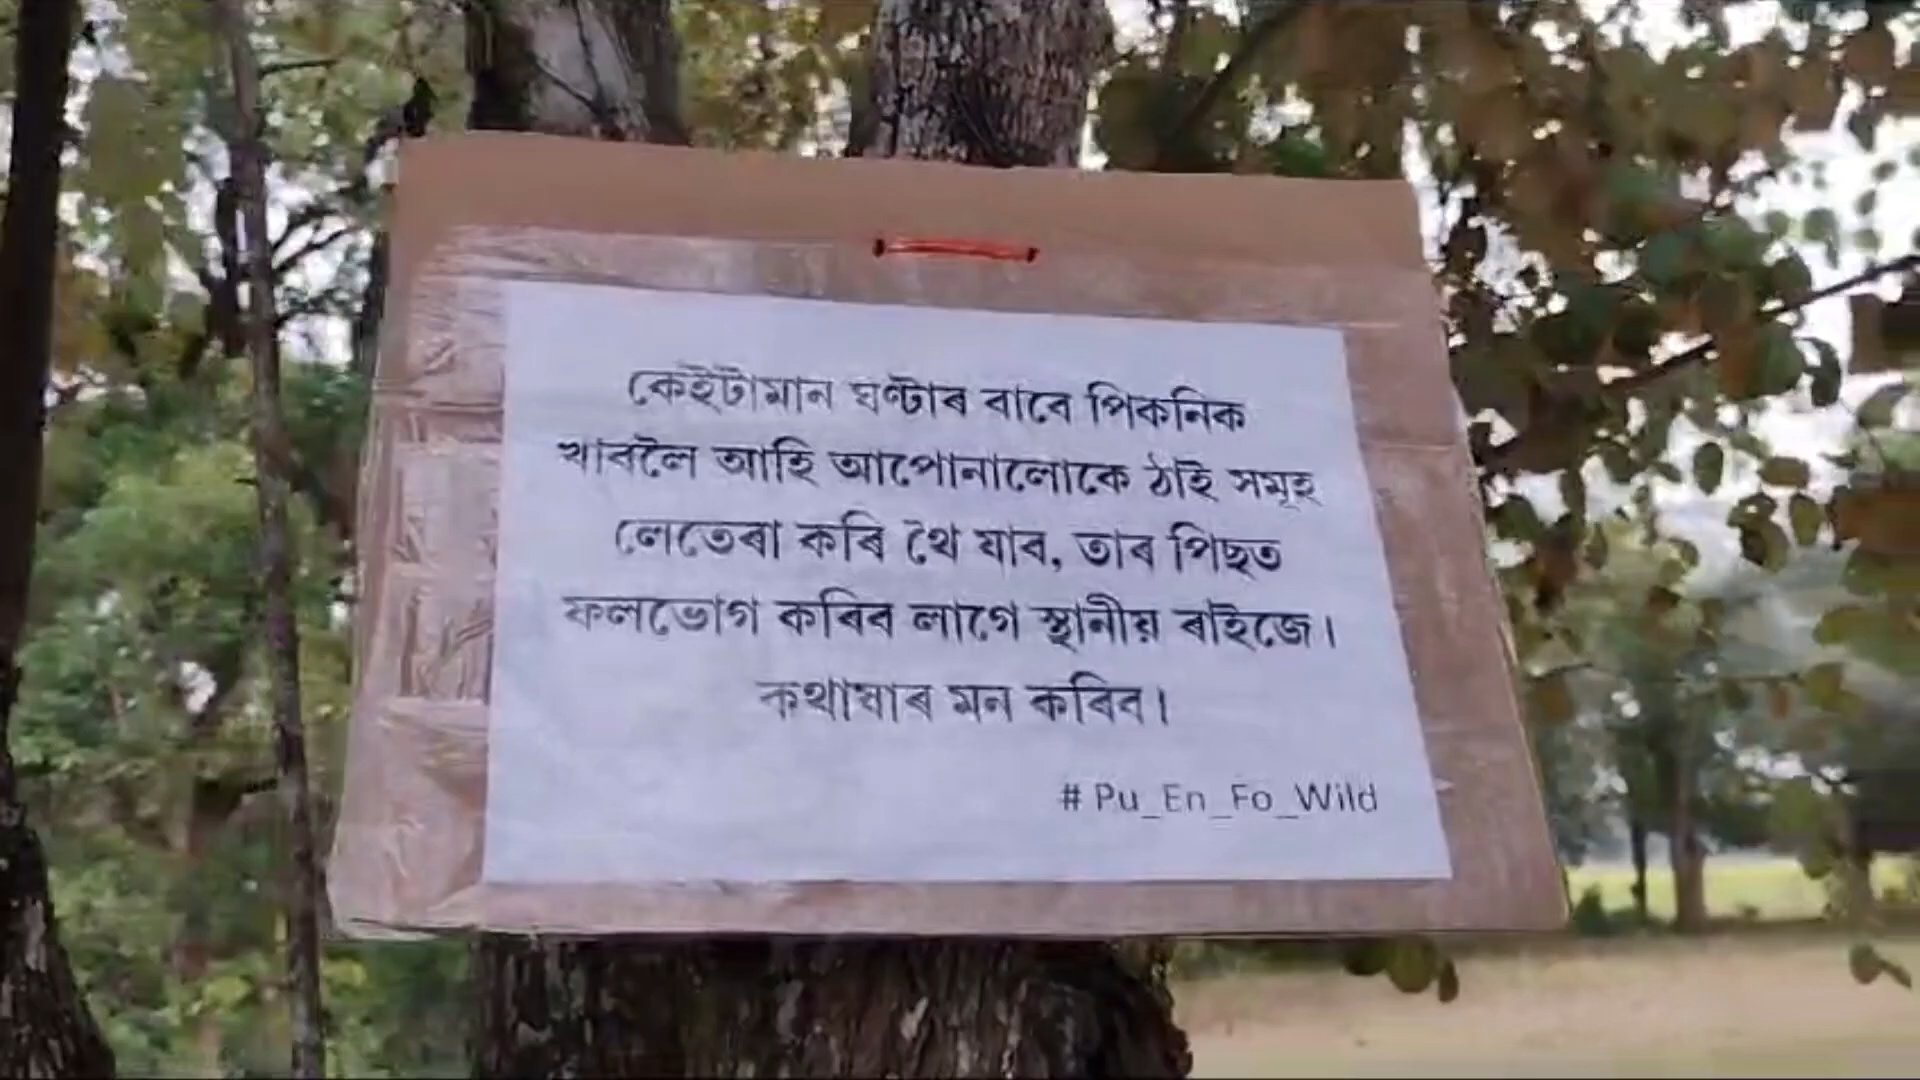 কেইটামান ঘণ্টাৰ বাবে পিকনিক
খাবলৈ আহি আপোনালোকে ঠাই সমূহ
লেতেৰা কৰি থৈ যাব, তাৰ পিছত
ফলভোগ কৰিব লাগে স্থানীয় ৰাইজে।
কথাষাৰ মন কৰিব।
# Pu_En_Fo_Wild